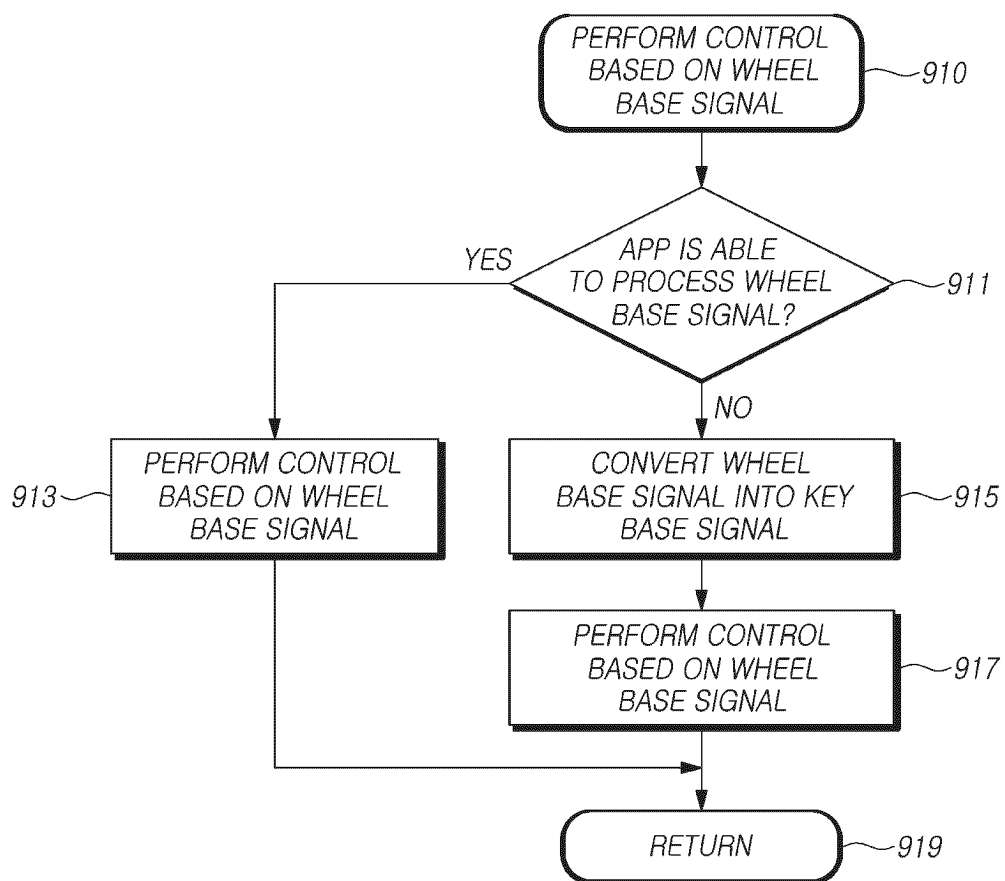 PERFORM CONTROL
BASED ON WHEEL
BASE SIGNAL
910
APP IS ABLE
TO PROCESS WHEEL
BASE SIGNAL?
911
YES
NO
PERFORM CONTROL
BASED ON WHEEL
BASE SIGNAL
913
CONVERT WHEEL
BASE SIGNAL INTO KEY
BASE SIGNAL
915
PERFORM CONTROL
BASED ON WHEEL
BASE SIGNAL
917
RETURN
919